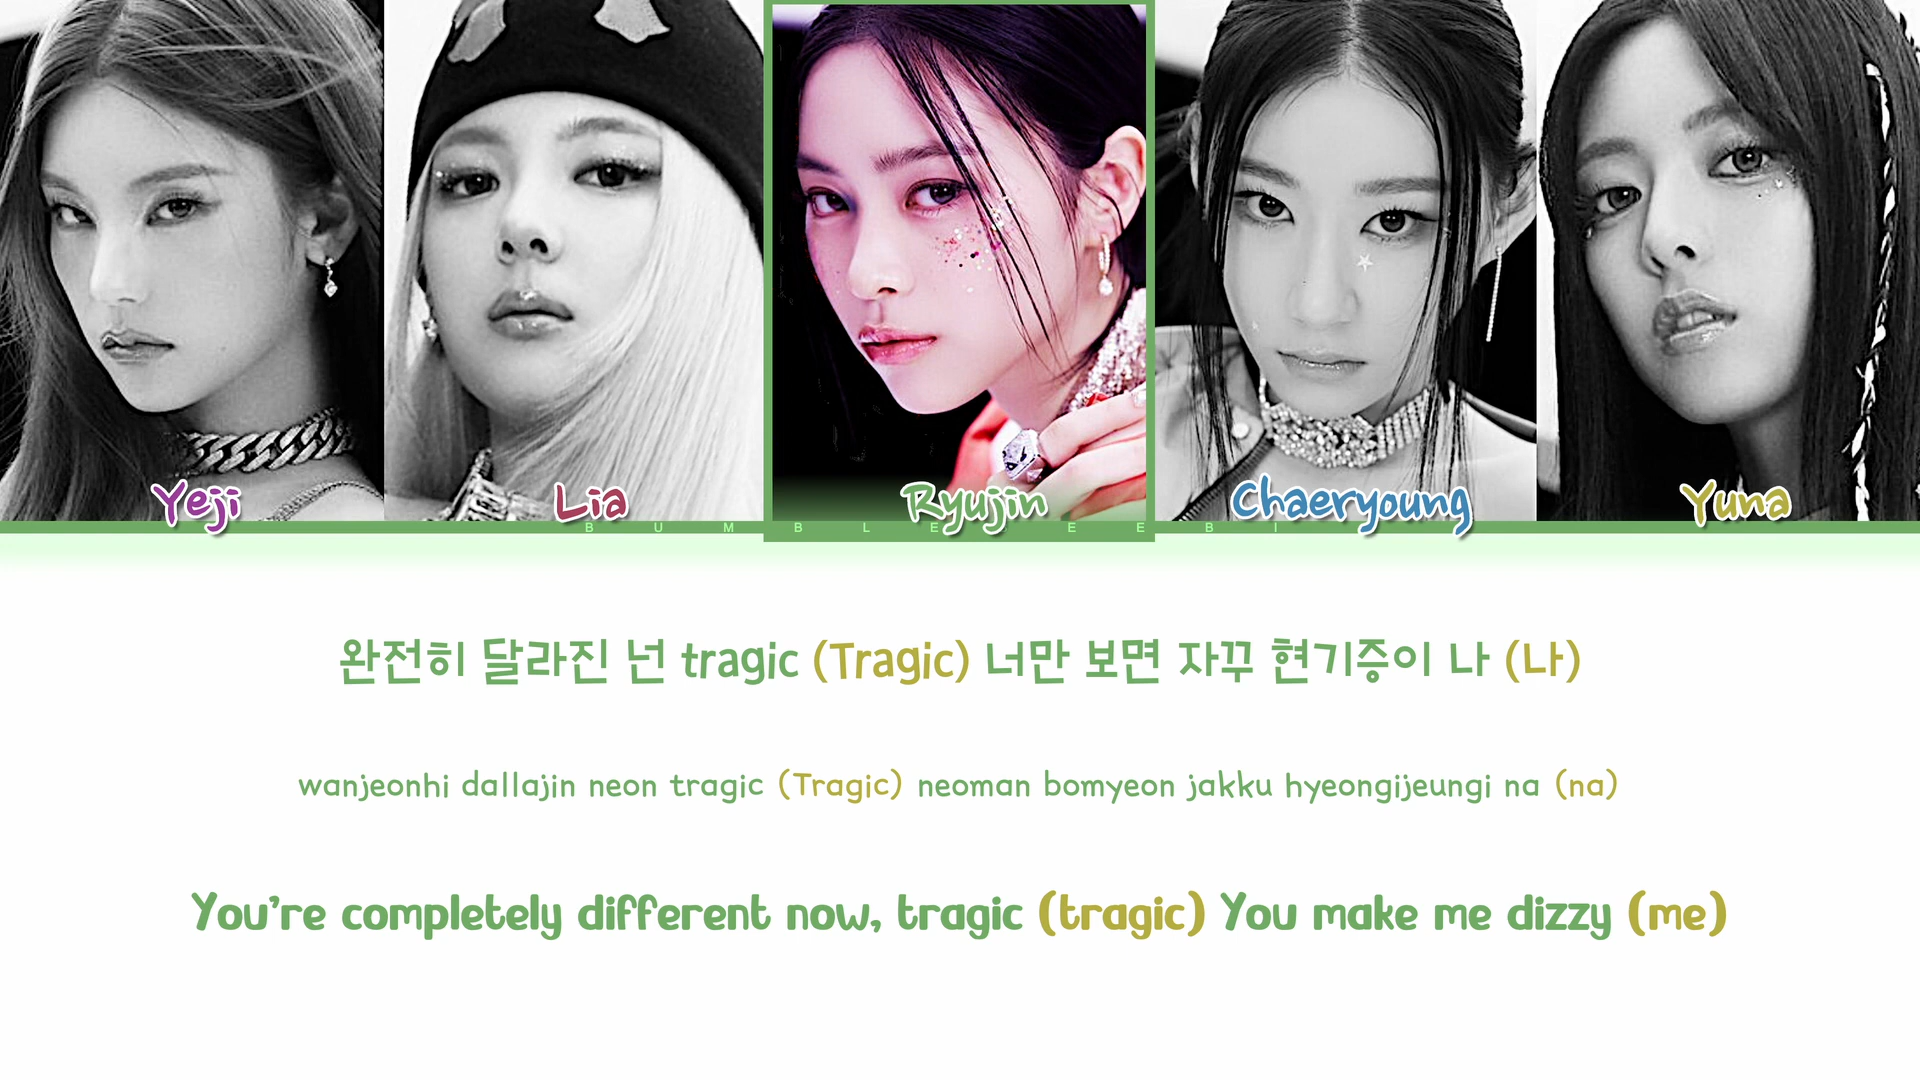 Yeji Lia Ryujin Chaeryoung Yuna
B U M B L E E E B I
완전히 달라진 넌 tragic (Tragic) 너만 보면 자꾸 현기증이 나 (나)
wanjeonhi dallajin neon tragic (Tragic) neoman bomyeon jakku hyeongijeungi na (na)
You're completely different now, tragic (tragic) You make me dizzy (me)